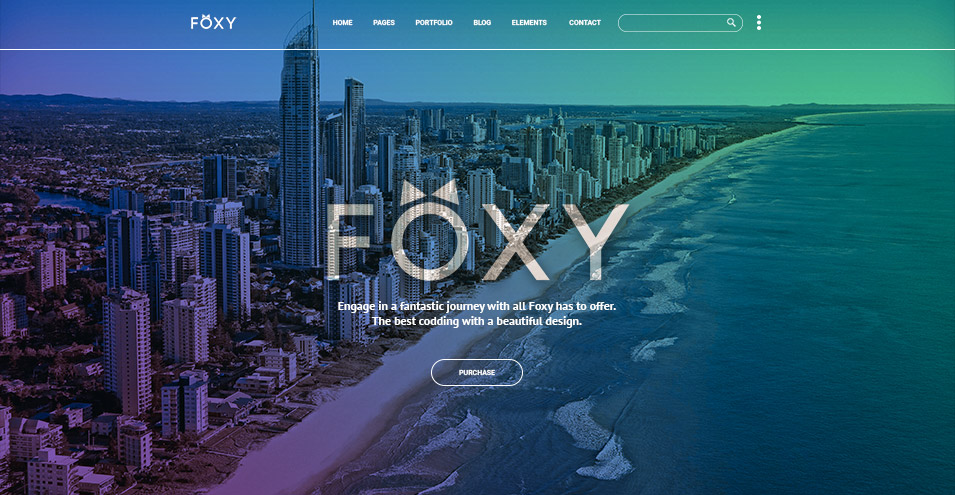 FOXY
HOME PAGES PORTFOLIO BLOG ELEMENTS CONTACT
FOXY
Engage in a fantastic journey with all Foxy has to offer.
The best codding with a beautiful design.
PURCHASE